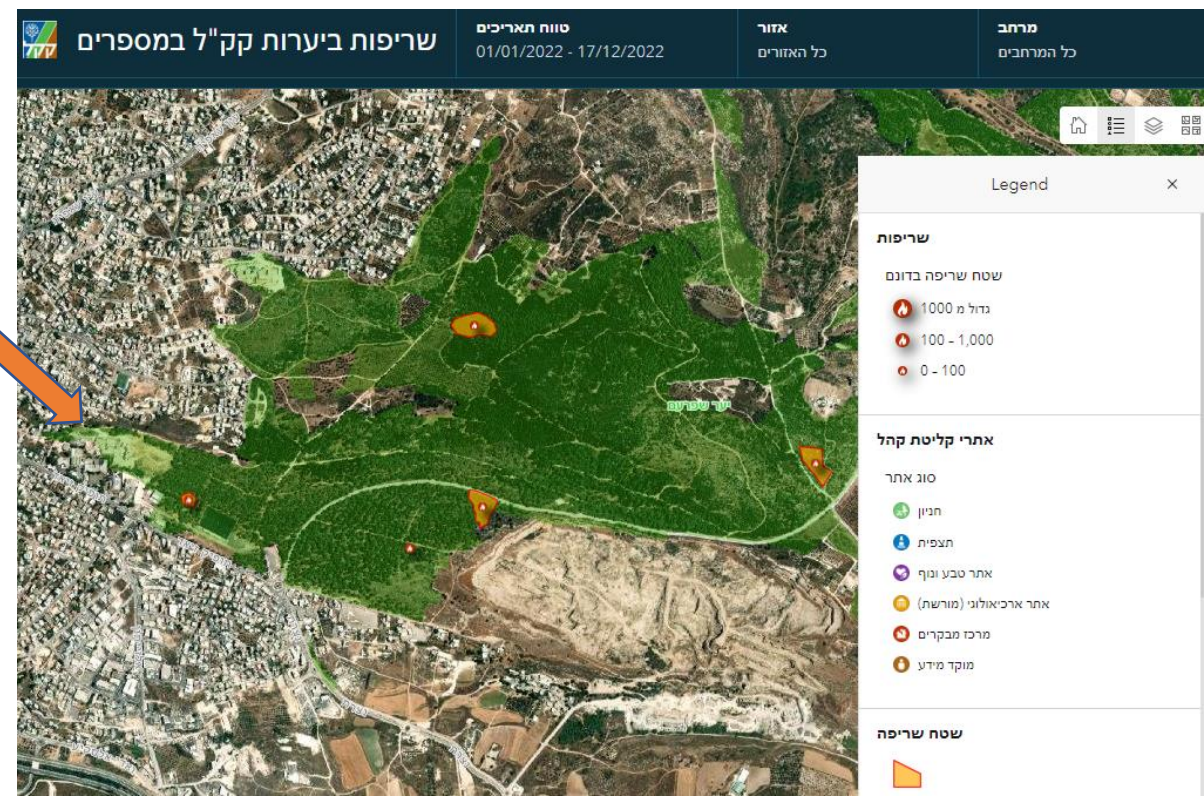 קק"ל
שריפות ביערות קק"ל במספרים
טווח תאריכים
01/01/2022 - 17/12/2022
אזור
כל האזורים
מרחב
כל המרחבים
Legend
שריפות
שטח שריפה בדונם
גדול מ 1000
100 - 1,000
0 - 100
אתרי קליטת קהל
סוג אתר
חניון
תצפית
אתר טבע ונוף
אתר ארכיאולוגי (מורשת)
מרכז מבקרים
מוקד מידע
שטח שריפה
יער שפרעם